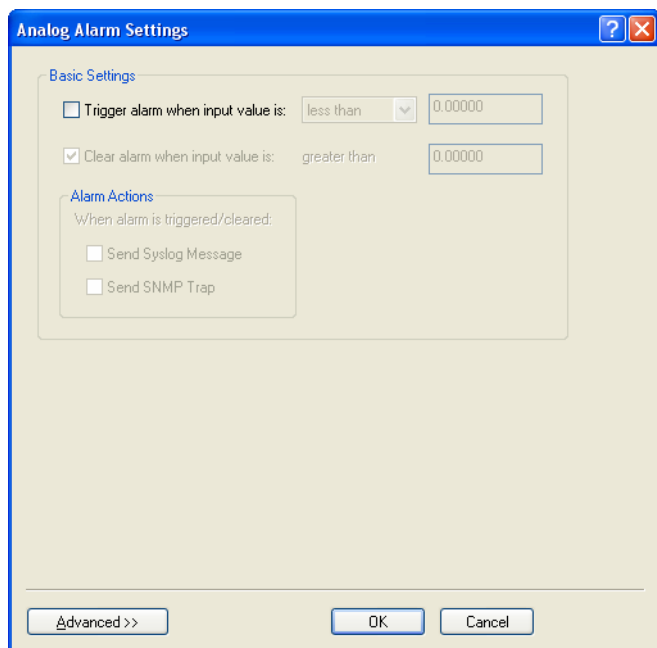 Analog Alarm Settings
?
Basic Settings
Trigger alarm when input value is: less than 0.00000
Clear alarm when input value is: greater than 0.00000
Alarm Actions
When alarm is triggered/cleared:
Send Syslog Message
Send SNMP Trap
Advanced >> OK Cancel